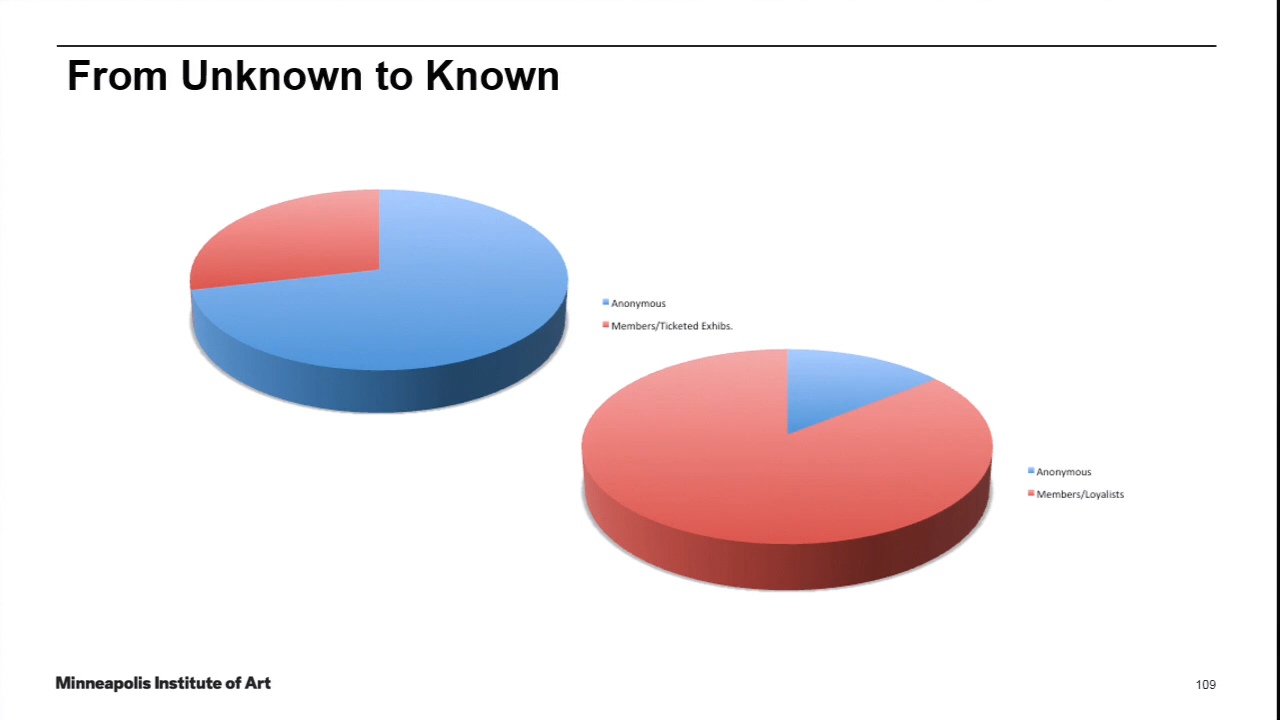 From Unknown to Known
Anonymous
Members/Ticketed Exhibs.
Anonymous
Members/Loyalists
Minneapolis Institute of Art
109